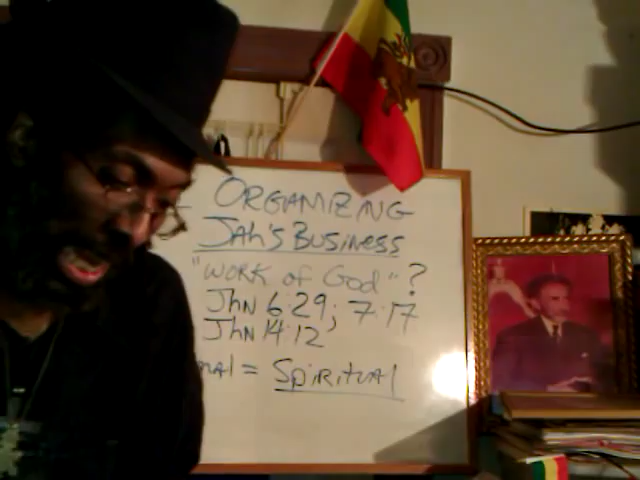 ORGANIZING
JAH'S BUSINESS
"WORK OF GOD"?
JHN 6:29; 7:17
JHN 14:12
= SPIRITUAL